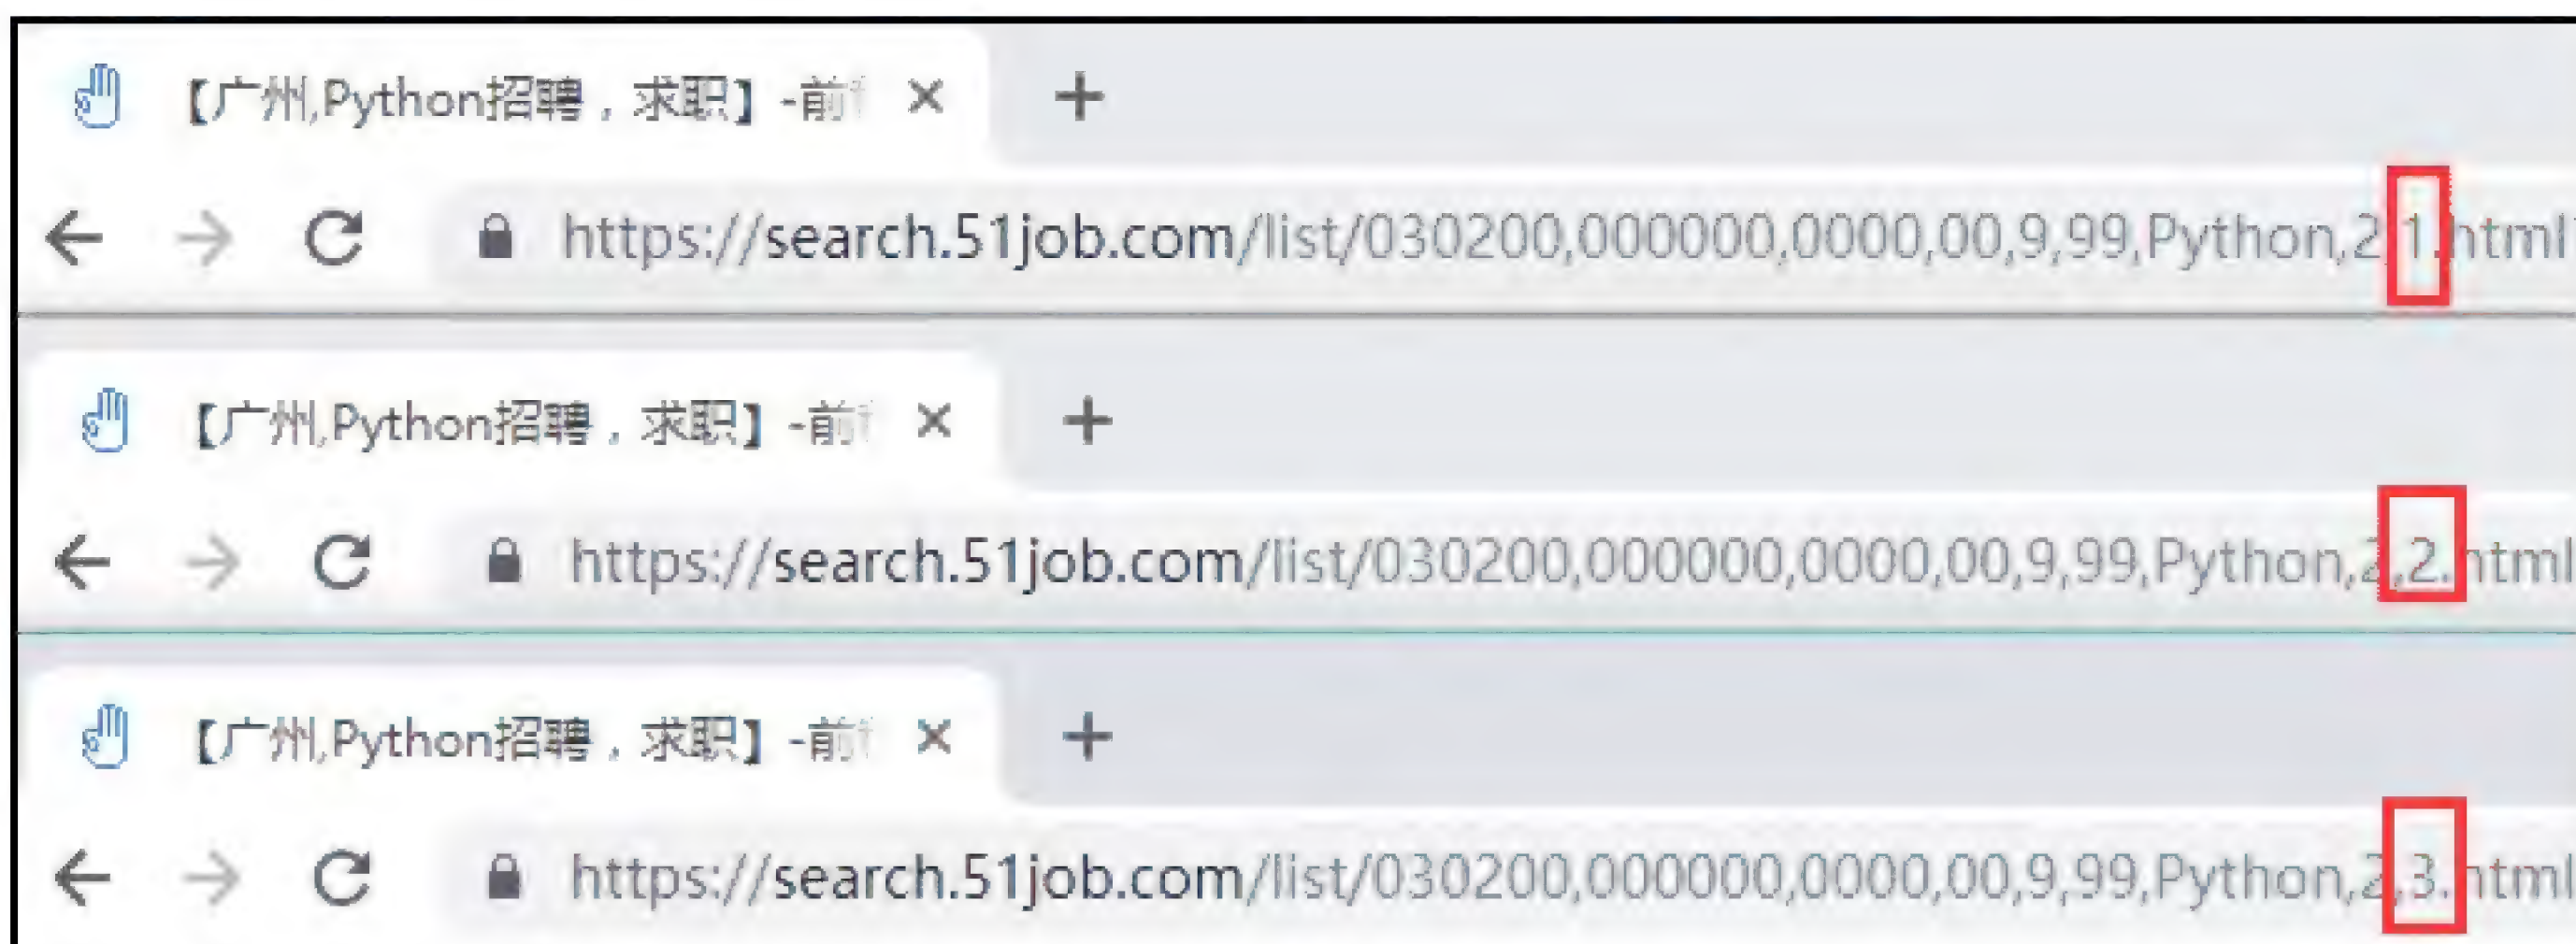 【广州,Python招聘，求职】-前
https://search.51job.com/list/030200,000000,0000,00,9,99,Python,2,1.html
【广州,Python招聘，求职】-前
https://search.51job.com/list/030200,000000,0000,00,9,99,Python,2,2.html
【广州,Python招聘，求职】-前
https://search.51job.com/list/030200,000000,0000,00,9,99,Python,2,3.html